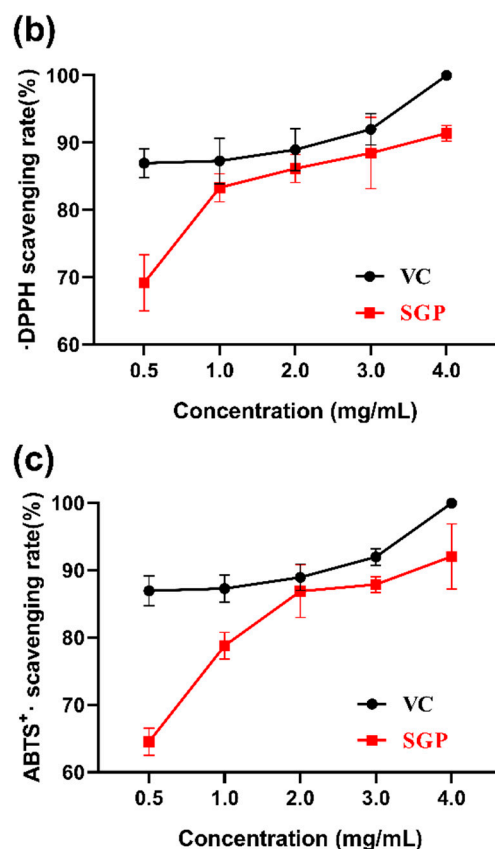 (b)
·DPPH scavenging rate(%)
100
90
80
70
60
VC
SGP
0.5 1.0 2.0 3.0 4.0
Concentration (mg/mL)
(c)
ABTS⁺· scavenging rate(%)
100
90
80
70
60
VC
SGP
0.5 1.0 2.0 3.0 4.0
Concentration (mg/mL)